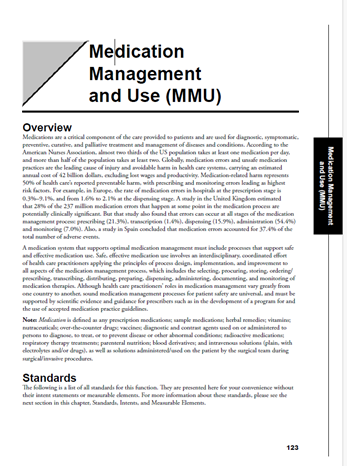 Medication
Management
and Use (MMU)
Overview
Medications are a critical component of the care provided to patients and are used for diagnostic, symptomatic,
preventive, curative, and palliative treatment and management of diseases and conditions. According to the
American Nurses Association, almost two thirds of the US population takes at least one medication per day,
and more than half of the population takes at least two. Globally, medication errors and unsafe medication
practices are the leading cause of injury and avoidable harm in health care systems, carrying an estimated
annual cost of 42 billion dollars, excluding lost wages and productivity. Medication-related harm represents
50% of health care's reported preventable harm, with prescribing and monitoring errors leading as highest
risk factors. For example, in Europe, the rate of medication errors in hospitals at the prescription stage is
0.3%–9.1%, and from 1.6% to 2.1% at the dispensing stage. A study in the United Kingdom estimated
that 28% of the 237 million medication errors that happen at some point in the medication process are
potentially clinically significant. But that study also found that errors can occur at all stages of the medication
management process: prescribing (21.3%), transcription (1.4%), dispensing (15.9%), administration (54.4%)
and monitoring (7.0%). Also, a study in Spain concluded that medication errors accounted for 37.4% of the
total number of adverse events.
A medication system that supports optimal medication management must include processes that support safe
and effective medication use. Safe, effective medication use involves an interdisciplinary, coordinated effort
of health care practitioners applying the principles of process design, implementation, and improvement to
all aspects of the medication management process, which includes the selecting, procuring, storing, ordering/
prescribing, transcribing, distributing, preparing, dispensing, administering, documenting, and monitoring of
medication therapies. Although health care practitioners' roles in medication management vary greatly from
one country to another, sound medication management processes for patient safety are universal, and must be
supported by scientific evidence and guidance for prescribers such as in the development of a program for and
the use of accepted medication practice guidelines.
Note: Medication is defined as any prescription medications; sample medications; herbal remedies; vitamins;
nutraceuticals; over-the-counter drugs; vaccines; diagnostic and contrast agents used on or administered to
persons to diagnose, to treat, or to prevent disease or other abnormal conditions; radioactive medications;
respiratory therapy treatments; parenteral nutrition; blood derivatives; and intravenous solutions (plain, with
electrolytes and/or drugs), as well as solutions administered/used on the patient by the surgical team during
surgical/invasive procedures.
Standards
The following is a list of all standards for this function. They are presented here for your convenience without
their intent statements or measurable elements. For more information about these standards, please see the
next section in this chapter, Standards, Intents, and Measurable Elements.
Medication Management
and Use (MMU)
123